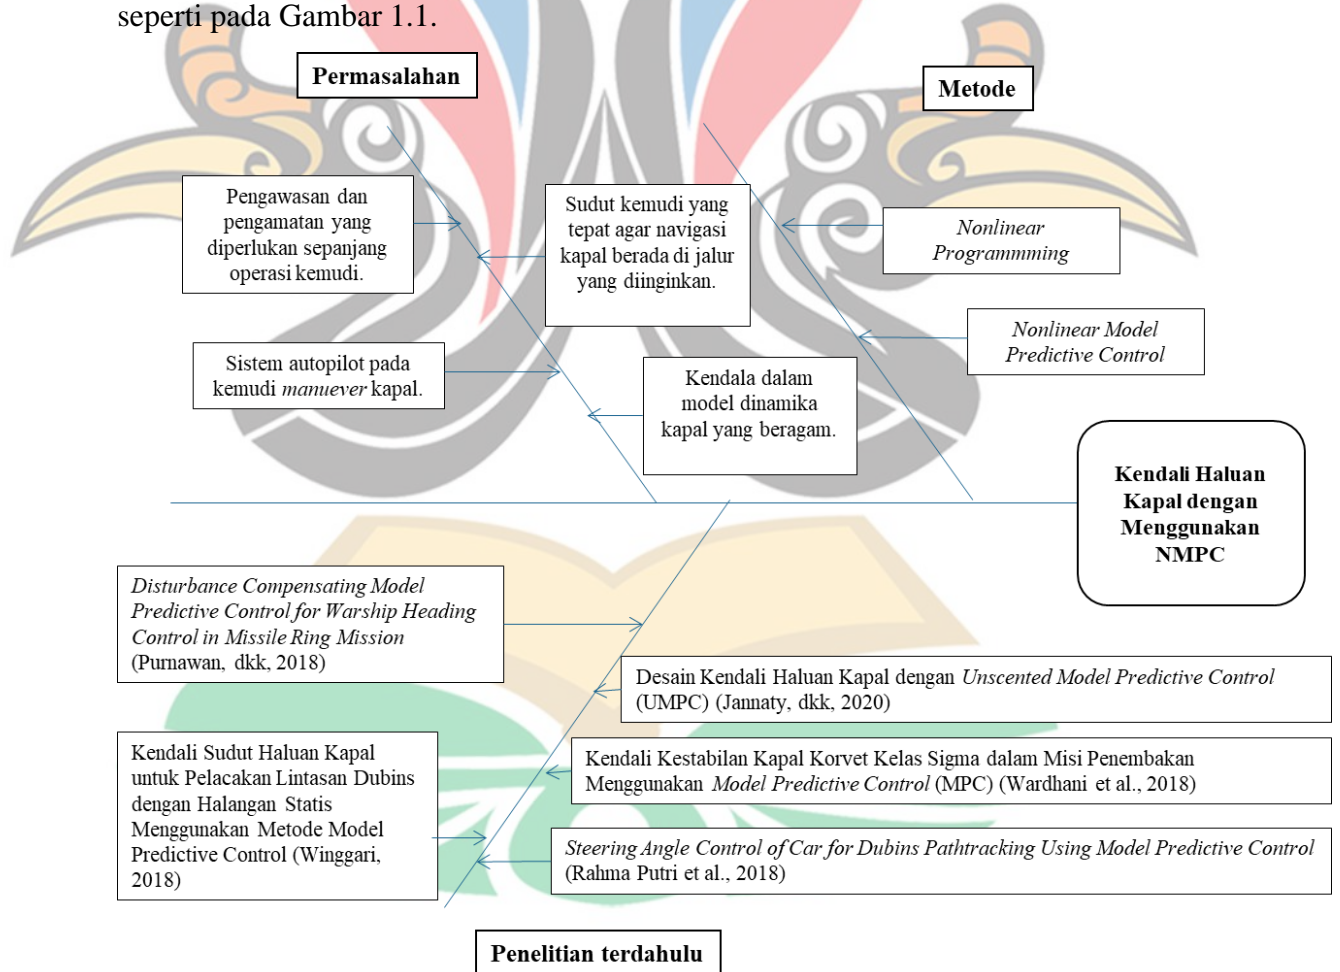 seperti pada Gambar 1.1.
Permasalahan
Metode
Pengawasan dan
pengamatan yang
diperlukan sepanjang
operasi kemudi.
Sudut kemudi yang
tepat agar navigasi
kapal berada di jalur
yang diinginkan.
Nonlinear
Programmming
Nonlinear Model
Predictive Control
Sistem autopilot pada
kemudi manuever kapal.
Kendala dalam
model dinamika
kapal yang beragam.
Kendali Haluan
Kapal dengan
Menggunakan
NMPC
Disturbance Compensating Model
Predictive Control for Warship Heading
Control in Missile Ring Mission
(Purnawan, dkk, 2018)
Desain Kendali Haluan Kapal dengan Unscented Model Predictive Control
(UMPC) (Jannaty, dkk, 2020)
Kendali Sudut Haluan Kapal
untuk Pelacakan Lintasan Dubins
dengan Halangan Statis
Menggunakan Metode Model
Predictive Control (Winggari,
2018)
Kendali Kestabilan Kapal Korvet Kelas Sigma dalam Misi Penembakan
Menggunakan Model Predictive Control (MPC) (Wardhani et al., 2018)
Steering Angle Control of Car for Dubins Pathtracking Using Model Predictive Control
(Rahma Putri et al., 2018)
Penelitian terdahulu